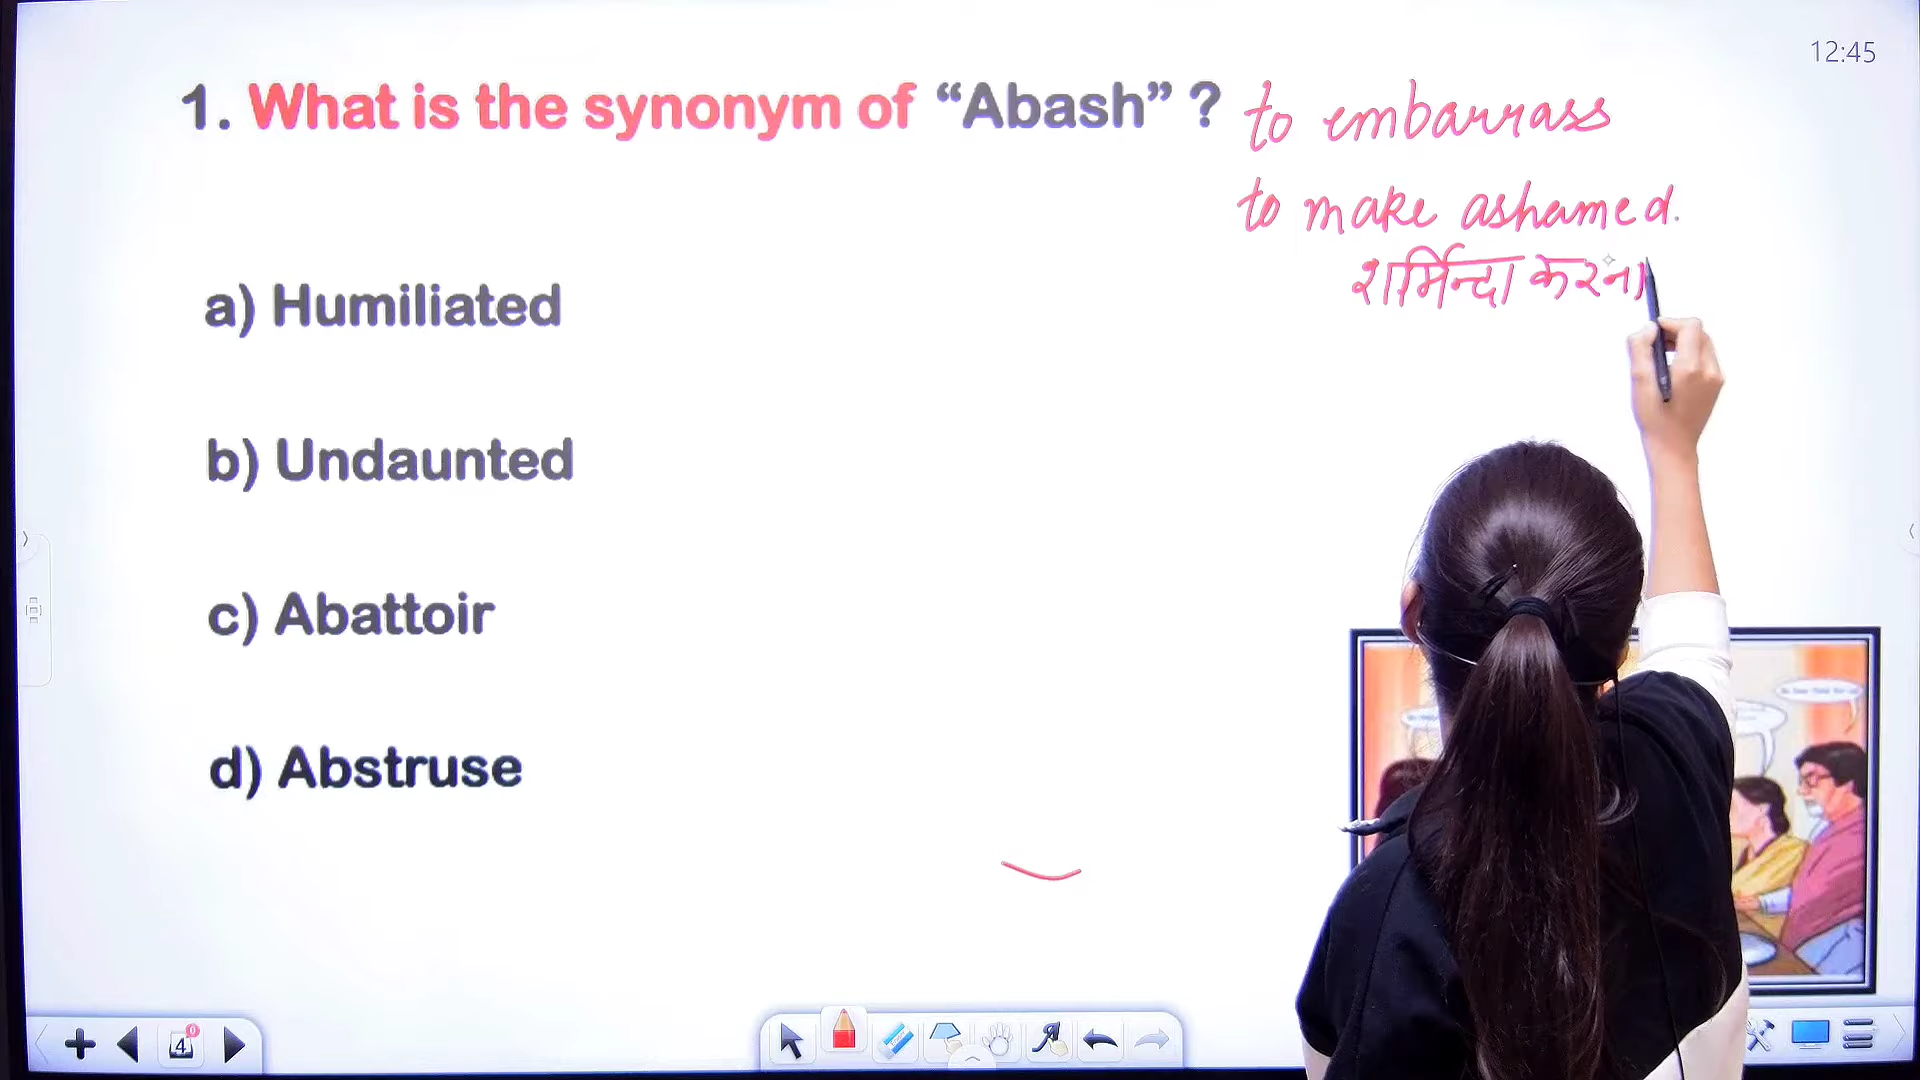 12:45
1. What is the synonym of “Abash” ?
to embarrass
to make ashamed.
शर्मिन्दा करना
a) Humiliated
b) Undaunted
c) Abattoir
d) Abstruse
4
0